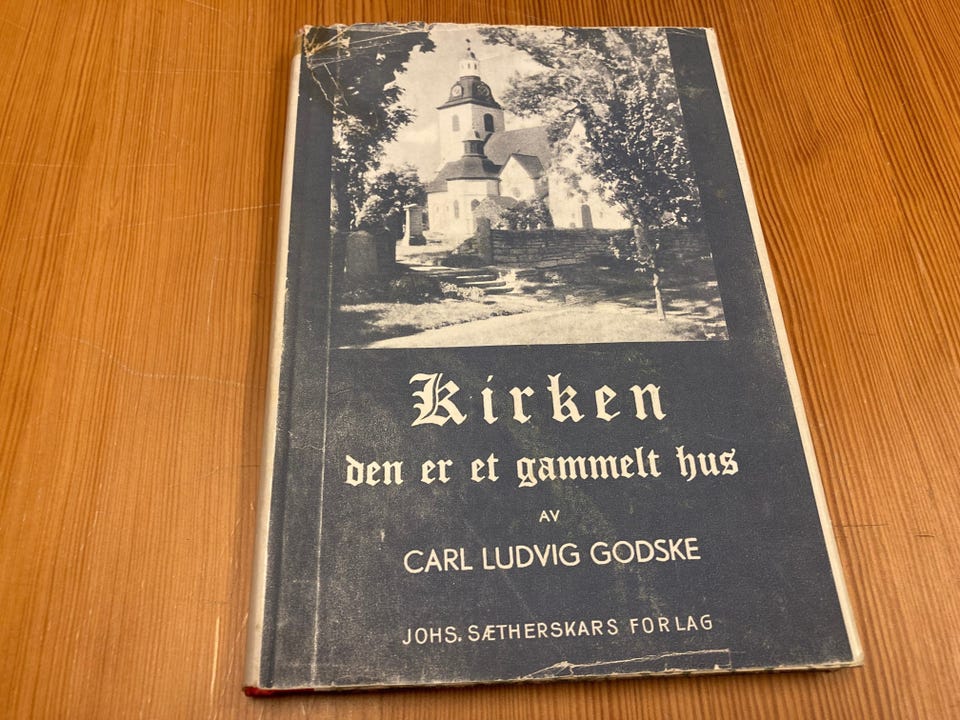 Kirken
den er et gammelt hus
AV
CARL LUDVIG GODSKE
JOHS. SÆTHERSKARS FORLAG